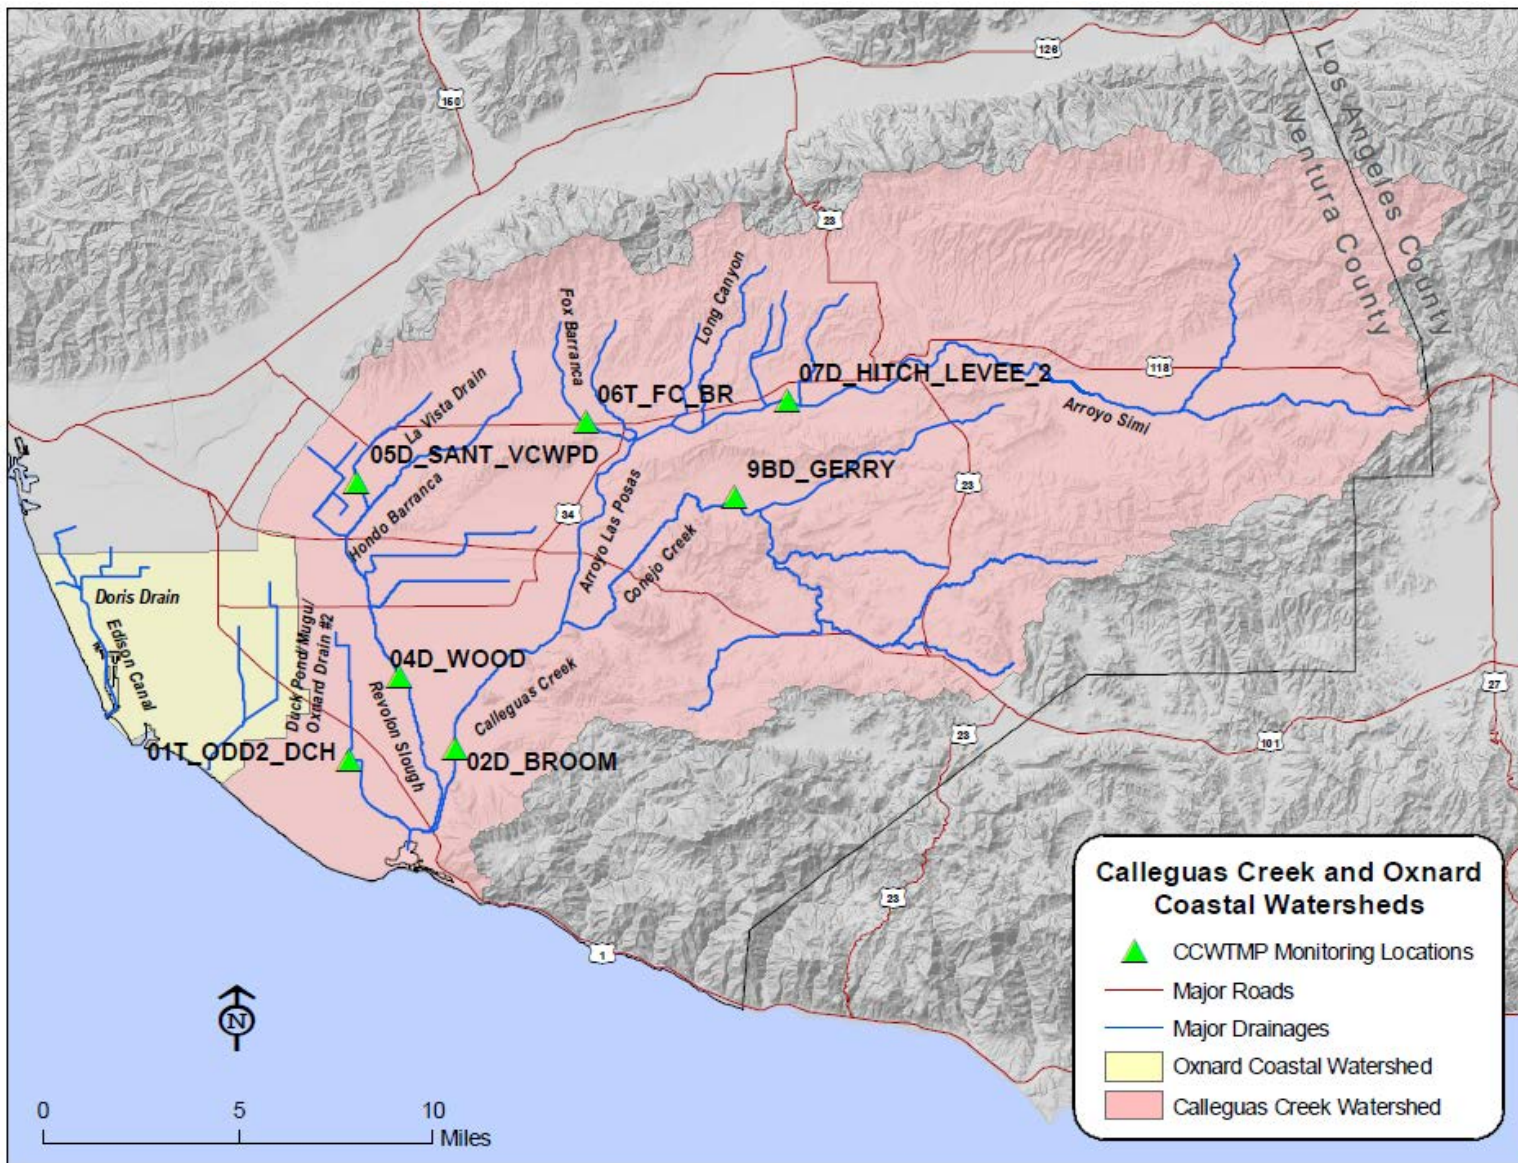 126
Los Angeles County
Ventura County
150
23
Long Canyon
Fox Barranca
07D_HITCH_LEVEE_2
118
06T_FC_BR
La Vista Drain
Arroyo Simi
05D_SANT_VCWPD
9BD_GERRY
23
Hondo Barranca
34
Arroyo Las Posas
Conejo Creek
Doris Drain
Edison Canal
Duck Pond/Mugu/
Oxnard Drain #2
04D_WOOD
Revolon Slough
Calleguas Creek
27
23
101
01T_ODD2_DCH
02D_BROOM
23
1
N
0 5 10
Miles
Calleguas Creek and Oxnard
Coastal Watersheds
CCWTMP Monitoring Locations
Major Roads
Major Drainages
Oxnard Coastal Watershed
Calleguas Creek Watershed